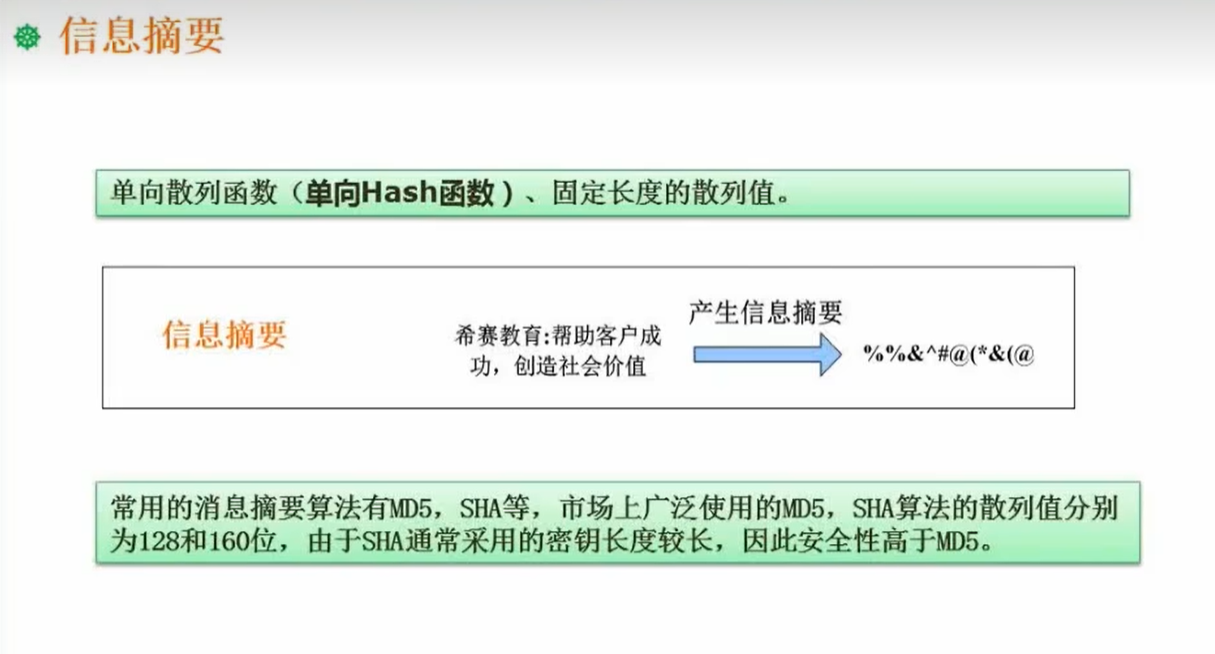 信息摘要
单向散列函数（单向Hash函数）、固定长度的散列值。
信息摘要
希赛教育:帮助客户成
功，创造社会价值
产生信息摘要
%%&^#@(*&(@
常用的消息摘要算法有MD5，SHA等，市场上广泛使用的MD5，SHA算法的散列值分别
为128和160位，由于SHA通常采用的密钥长度较长，因此安全性高于MD5。